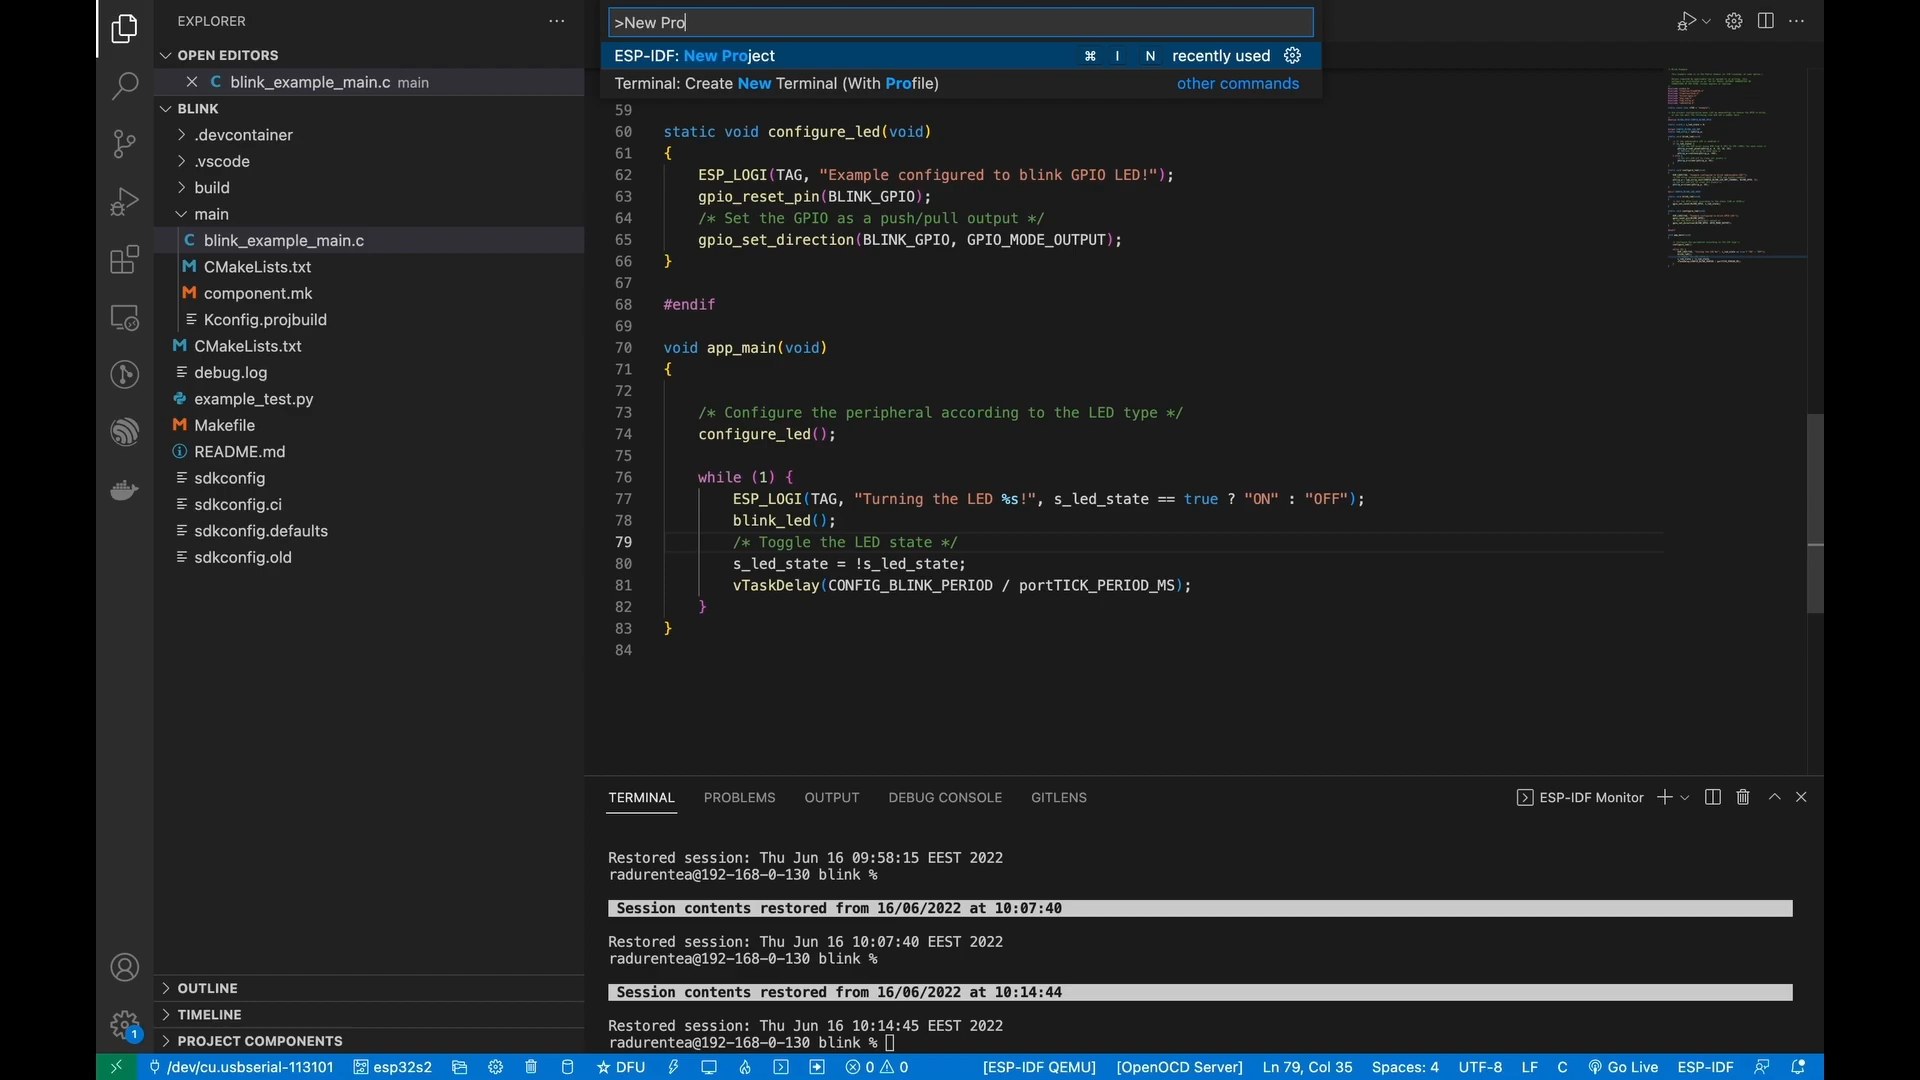 EXPLORER
OPEN EDITORS
C blink_example_main.c main
BLINK
.devcontainer
.vscode
build
main
C blink_example_main.c
M CMakeLists.txt
M component.mk
Kconfig.projbuild
M CMakeLists.txt
debug.log
example_test.py
M Makefile
README.md
sdkconfig
sdkconfig.ci
sdkconfig.defaults
sdkconfig.old
OUTLINE
TIMELINE
PROJECT COMPONENTS
1
>New Pro
ESP-IDF: New Project ⌘ I N recently used
Terminal: Create New Terminal (With Profile) other commands
59
60 static void configure_led(void)
61 {
62 ESP_LOGI(TAG, "Example configured to blink GPIO LED!");
63 gpio_reset_pin(BLINK_GPIO);
64 /* Set the GPIO as a push/pull output */
65 gpio_set_direction(BLINK_GPIO, GPIO_MODE_OUTPUT);
66 }
67
68 #endif
69
70 void app_main(void)
71 {
72
73 /* Configure the peripheral according to the LED type */
74 configure_led();
75
76 while (1) {
77 ESP_LOGI(TAG, "Turning the LED %s!", s_led_state == true ? "ON" : "OFF");
78 blink_led();
79 /* Toggle the LED state */
80 s_led_state = !s_led_state;
81 vTaskDelay(CONFIG_BLINK_PERIOD / portTICK_PERIOD_MS);
82 }
83 }
84
TERMINAL PROBLEMS OUTPUT DEBUG CONSOLE GITLENS ESP-IDF Monitor
Restored session: Thu Jun 16 09:58:15 EEST 2022
radurentea@192-168-0-130 blink %
Session contents restored from 16/06/2022 at 10:07:40
Restored session: Thu Jun 16 10:07:40 EEST 2022
radurentea@192-168-0-130 blink %
Session contents restored from 16/06/2022 at 10:14:44
Restored session: Thu Jun 16 10:14:45 EEST 2022
radurentea@192-168-0-130 blink %
/dev/cu.usbserial-113101 esp32s2 DFU 0 0 [ESP-IDF QEMU] [OpenOCD Server] Ln 79, Col 35 Spaces: 4 UTF-8 LF C Go Live ESP-IDF